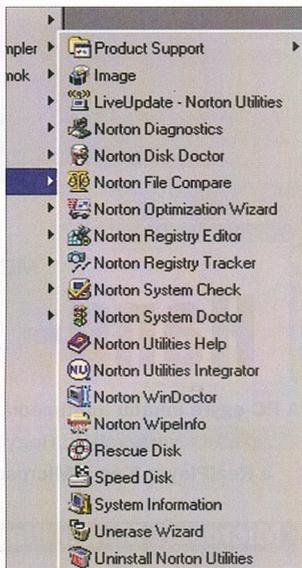 mpler
mok
Product Support
Image
LiveUpdate - Norton Utilities
Norton Diagnostics
Norton Disk Doctor
Norton File Compare
Norton Optimization Wizard
Norton Registry Editor
Norton Registry Tracker
Norton System Check
Norton System Doctor
Norton Utilities Help
NU Norton Utilities Integrator
Norton WinDoctor
Norton WipeInfo
Rescue Disk
Speed Disk
System Information
Unerase Wizard
Uninstall Norton Utilities